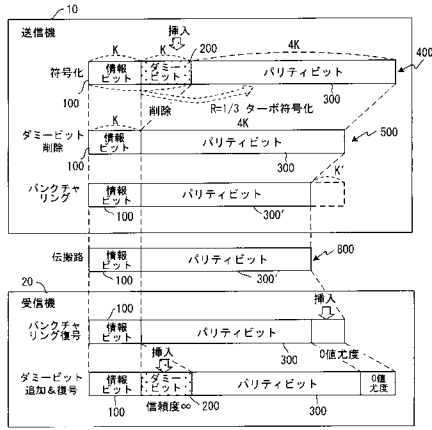 10
送信機
挿入
K
K
200
4K
符号化
情報
ビット
ダミー
ビット
パリティビット
400
100
300
削除
R=1/3 ターボ符号化
K
4K
ダミービット
削除
情報
ビット
パリティビット
500
100
300
K'
パンクチャ
リング
情報
ビット
パリティビット
100
300'
伝搬路
情報
ビット
パリティビット
800
100
300'
20
受信機
100
挿入
パンクチャ
リング復号
情報
ビット
パリティビット
挿入
300
0値尤度
ダミービット
追加&復号
情報
ビット
ダミー
ビット
パリティビット
0値
尤度
100
信頼度∞
200
300